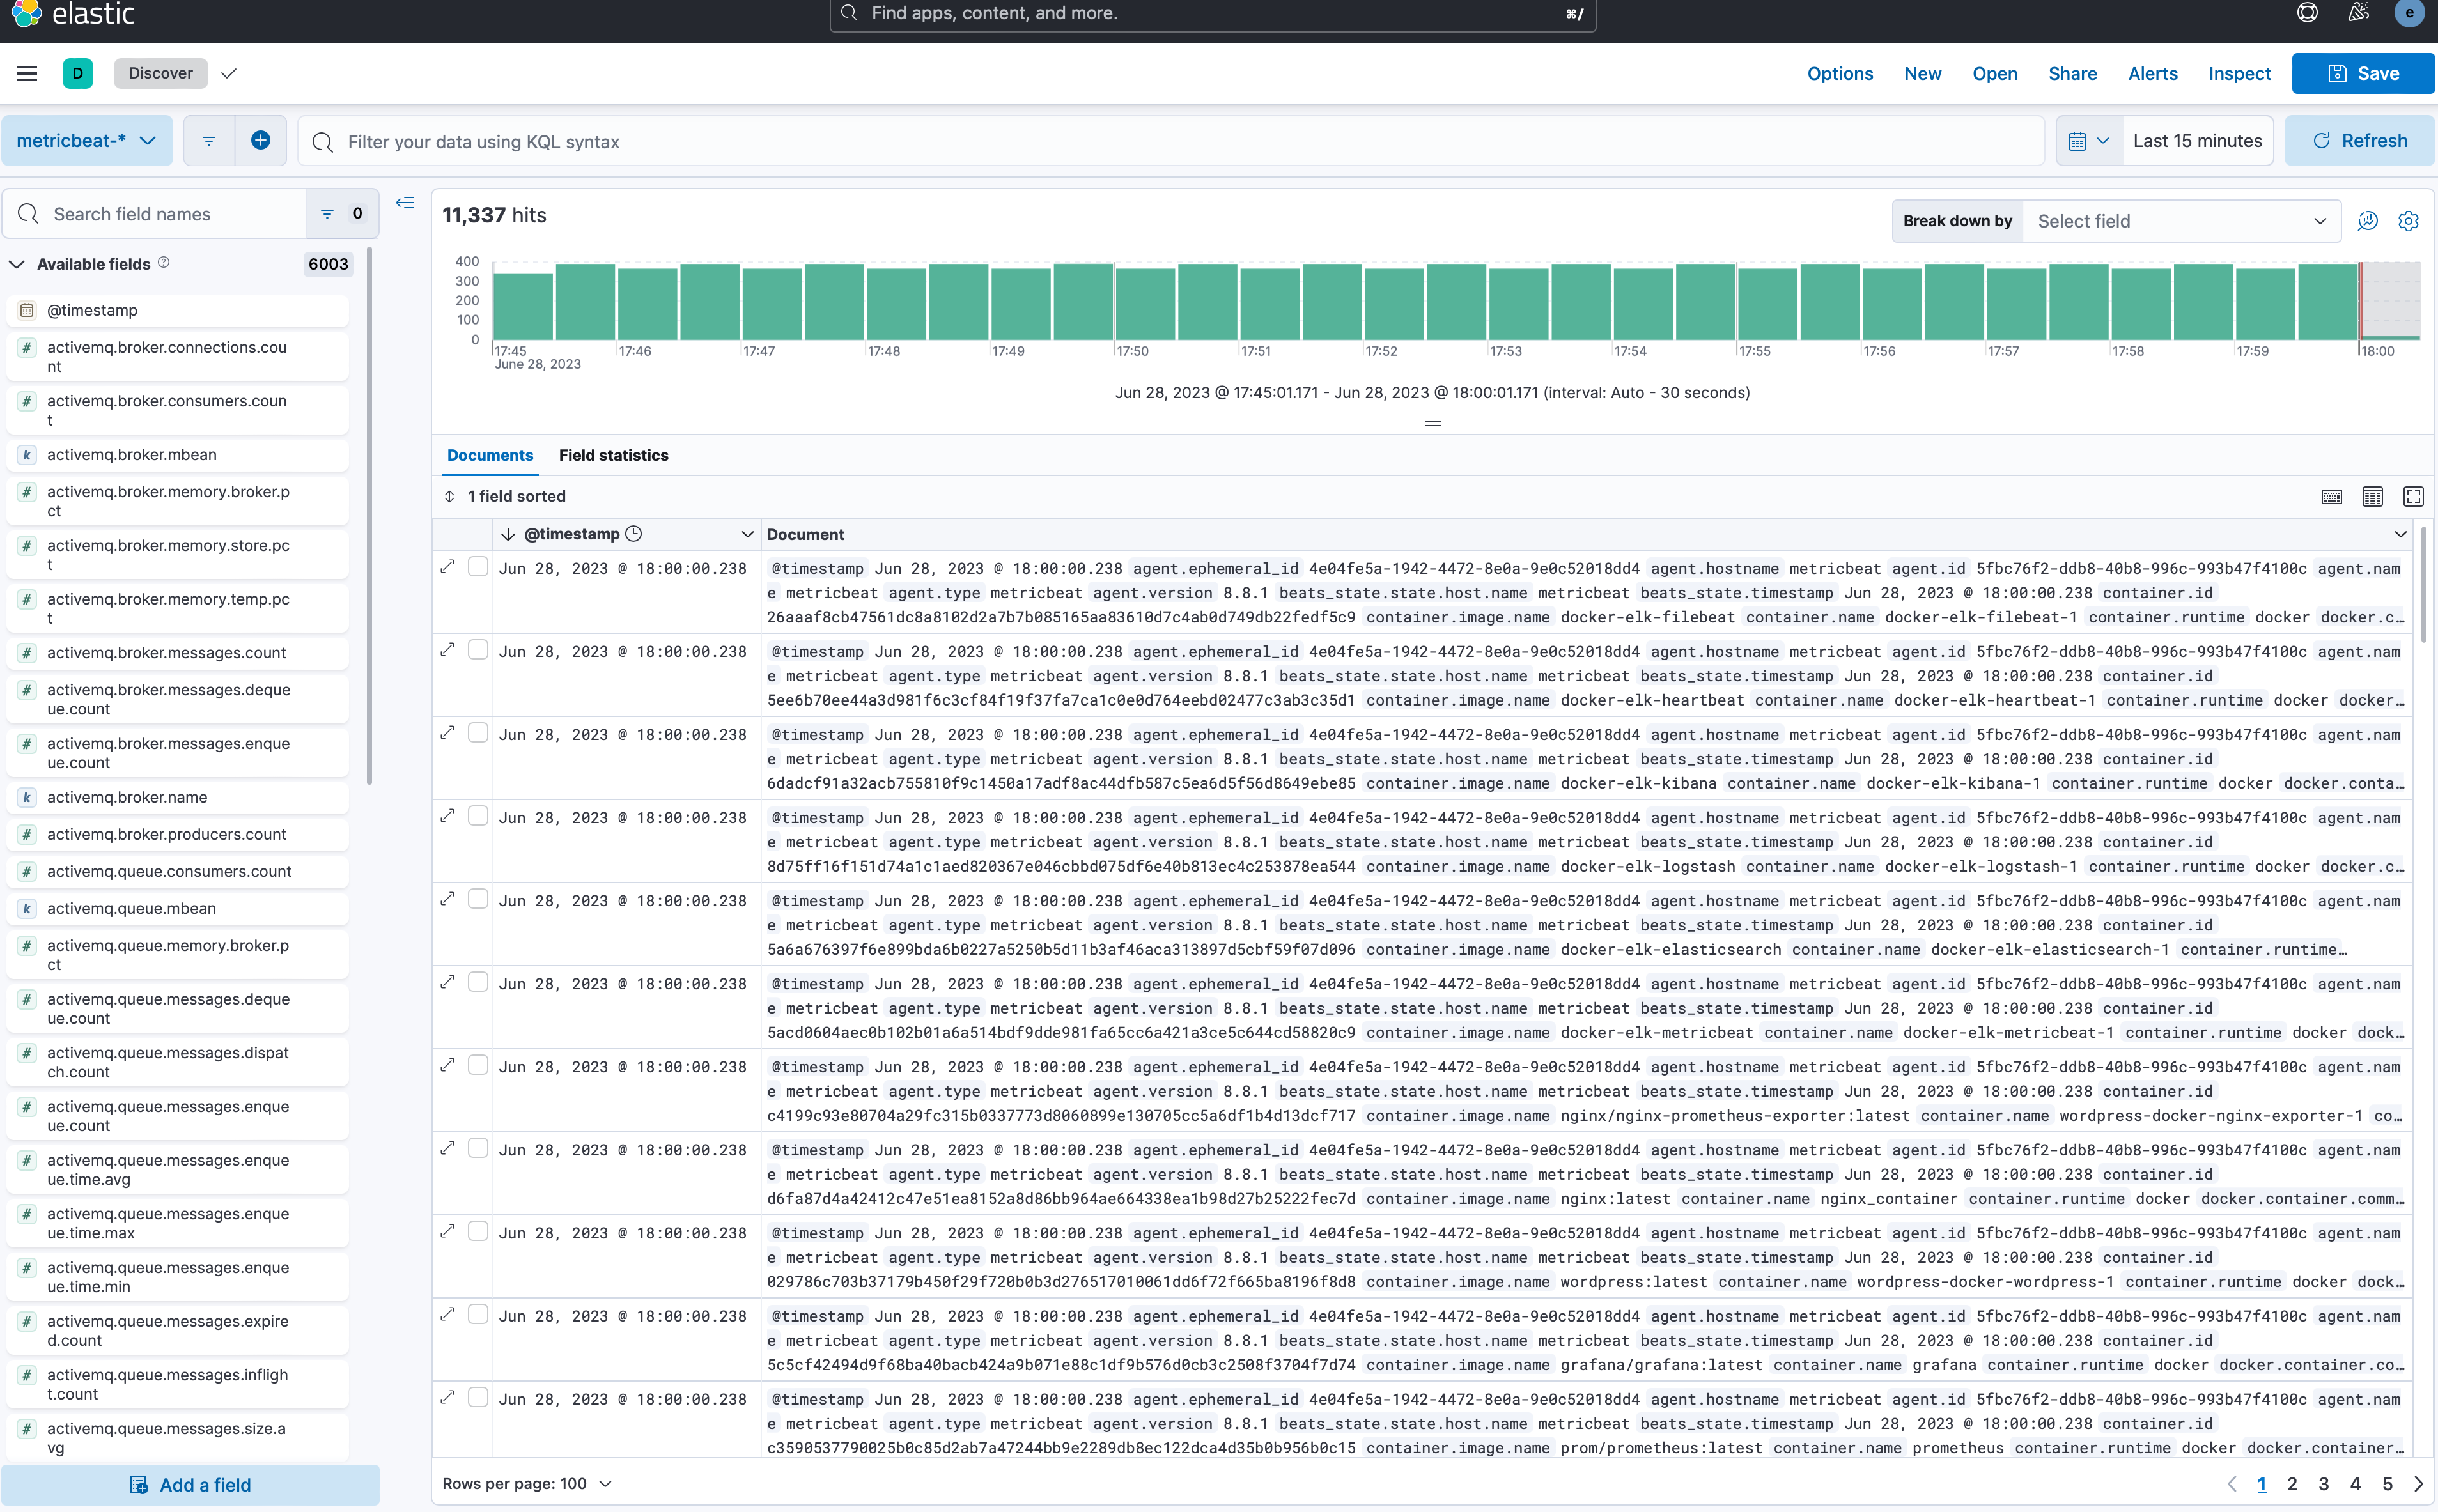 elastic
Find apps, content, and more.
⌘/
e
D
Discover
Options
New
Open
Share
Alerts
Inspect
Save
metricbeat-*
Filter your data using KQL syntax
Last 15 minutes
Refresh
Search field names
0
Available fields
6003
@timestamp
activemq.broker.connections.cou
nt
activemq.broker.consumers.coun
t
activemq.broker.mbean
activemq.broker.memory.broker.p
ct
activemq.broker.memory.store.pc
t
activemq.broker.memory.temp.pc
t
activemq.broker.messages.count
activemq.broker.messages.deque
ue.count
activemq.broker.messages.enque
ue.count
activemq.broker.name
activemq.broker.producers.count
activemq.queue.consumers.count
activemq.queue.mbean
activemq.queue.memory.broker.p
ct
activemq.queue.messages.deque
ue.count
activemq.queue.messages.dispat
ch.count
activemq.queue.messages.enque
ue.count
activemq.queue.messages.enque
ue.time.avg
activemq.queue.messages.enque
ue.time.max
activemq.queue.messages.enque
ue.time.min
activemq.queue.messages.expire
d.count
activemq.queue.messages.infligh
t.count
activemq.queue.messages.size.a
vg
Add a field
11,337 hits
Break down by
Select field
400
300
200
100
0
17:45 17:46 17:47 17:48 17:49 17:50 17:51 17:52 17:53 17:54 17:55 17:56 17:57 17:58 17:59 18:00
June 28, 2023
Jun 28, 2023 @ 17:45:01.171 - Jun 28, 2023 @ 18:00:01.171 (interval: Auto - 30 seconds)
Documents Field statistics
1 field sorted
@timestamp Document
Jun 28, 2023 @ 18:00:00.238 @timestamp Jun 28, 2023 @ 18:00:00.238 agent.ephemeral_id 4e04fe5a-1942-4472-8e0a-9e0c52018dd4 agent.hostname metricbeat agent.id 5fbc76f2-ddb8-40b8-996c-993b47f4100c agent.nam
e metricbeat agent.type metricbeat agent.version 8.8.1 beats_state.state.host.name metricbeat beats_state.timestamp Jun 28, 2023 @ 18:00:00.238 container.id
26aaaf8cb47561dc8a8102d2a7b7b085165aa83610d7c4ab0d749db22fedf5c9 container.image.name docker-elk-filebeat container.name docker-elk-filebeat-1 container.runtime docker docker.c…
Jun 28, 2023 @ 18:00:00.238 @timestamp Jun 28, 2023 @ 18:00:00.238 agent.ephemeral_id 4e04fe5a-1942-4472-8e0a-9e0c52018dd4 agent.hostname metricbeat agent.id 5fbc76f2-ddb8-40b8-996c-993b47f4100c agent.nam
e metricbeat agent.type metricbeat agent.version 8.8.1 beats_state.state.host.name metricbeat beats_state.timestamp Jun 28, 2023 @ 18:00:00.238 container.id
5ee6b70ee44a3d981f6c3cf84f19f37fa7ca1c0e0d764eebd02477c3ab3c35d1 container.image.name docker-elk-heartbeat container.name docker-elk-heartbeat-1 container.runtime docker docker…
Jun 28, 2023 @ 18:00:00.238 @timestamp Jun 28, 2023 @ 18:00:00.238 agent.ephemeral_id 4e04fe5a-1942-4472-8e0a-9e0c52018dd4 agent.hostname metricbeat agent.id 5fbc76f2-ddb8-40b8-996c-993b47f4100c agent.nam
e metricbeat agent.type metricbeat agent.version 8.8.1 beats_state.state.host.name metricbeat beats_state.timestamp Jun 28, 2023 @ 18:00:00.238 container.id
6dadcf91a32acb755810f9c1450a17adf8ac44dfb587c5ea6d5f56d8649ebe85 container.image.name docker-elk-kibana container.name docker-elk-kibana-1 container.runtime docker docker.conta…
Jun 28, 2023 @ 18:00:00.238 @timestamp Jun 28, 2023 @ 18:00:00.238 agent.ephemeral_id 4e04fe5a-1942-4472-8e0a-9e0c52018dd4 agent.hostname metricbeat agent.id 5fbc76f2-ddb8-40b8-996c-993b47f4100c agent.nam
e metricbeat agent.type metricbeat agent.version 8.8.1 beats_state.state.host.name metricbeat beats_state.timestamp Jun 28, 2023 @ 18:00:00.238 container.id
8d75ff16f151d74a1c1aed820367e046cbbd075df6e40b813ec4c253878ea544 container.image.name docker-elk-logstash container.name docker-elk-logstash-1 container.runtime docker docker.c…
Jun 28, 2023 @ 18:00:00.238 @timestamp Jun 28, 2023 @ 18:00:00.238 agent.ephemeral_id 4e04fe5a-1942-4472-8e0a-9e0c52018dd4 agent.hostname metricbeat agent.id 5fbc76f2-ddb8-40b8-996c-993b47f4100c agent.nam
e metricbeat agent.type metricbeat agent.version 8.8.1 beats_state.state.host.name metricbeat beats_state.timestamp Jun 28, 2023 @ 18:00:00.238 container.id
5a6a676397f6e899bda6b0227a5250b5d11b3af46aca313897d5cbf59f07d096 container.image.name docker-elk-elasticsearch container.name docker-elk-elasticsearch-1 container.runtime…
Jun 28, 2023 @ 18:00:00.238 @timestamp Jun 28, 2023 @ 18:00:00.238 agent.ephemeral_id 4e04fe5a-1942-4472-8e0a-9e0c52018dd4 agent.hostname metricbeat agent.id 5fbc76f2-ddb8-40b8-996c-993b47f4100c agent.nam
e metricbeat agent.type metricbeat agent.version 8.8.1 beats_state.state.host.name metricbeat beats_state.timestamp Jun 28, 2023 @ 18:00:00.238 container.id
5acd0604aec0b102b01a6a514bdf9dde981fa65cc6a421a3ce5c644cd58820c9 container.image.name docker-elk-metricbeat container.name docker-elk-metricbeat-1 container.runtime docker dock…
Jun 28, 2023 @ 18:00:00.238 @timestamp Jun 28, 2023 @ 18:00:00.238 agent.ephemeral_id 4e04fe5a-1942-4472-8e0a-9e0c52018dd4 agent.hostname metricbeat agent.id 5fbc76f2-ddb8-40b8-996c-993b47f4100c agent.nam
e metricbeat agent.type metricbeat agent.version 8.8.1 beats_state.state.host.name metricbeat beats_state.timestamp Jun 28, 2023 @ 18:00:00.238 container.id
c4199c93e80704a29fc315b0337773d8060899e130705cc5a6df1b4d13dcf717 container.image.name nginx/nginx-prometheus-exporter:latest container.name wordpress-docker-nginx-exporter-1 co…
Jun 28, 2023 @ 18:00:00.238 @timestamp Jun 28, 2023 @ 18:00:00.238 agent.ephemeral_id 4e04fe5a-1942-4472-8e0a-9e0c52018dd4 agent.hostname metricbeat agent.id 5fbc76f2-ddb8-40b8-996c-993b47f4100c agent.nam
e metricbeat agent.type metricbeat agent.version 8.8.1 beats_state.state.host.name metricbeat beats_state.timestamp Jun 28, 2023 @ 18:00:00.238 container.id
d6fa87d4a42412c47e51ea8152a8d86bb964ae664338ea1b98d27b25222fec7d container.image.name nginx:latest container.name nginx_container container.runtime docker docker.container.comm…
Jun 28, 2023 @ 18:00:00.238 @timestamp Jun 28, 2023 @ 18:00:00.238 agent.ephemeral_id 4e04fe5a-1942-4472-8e0a-9e0c52018dd4 agent.hostname metricbeat agent.id 5fbc76f2-ddb8-40b8-996c-993b47f4100c agent.nam
e metricbeat agent.type metricbeat agent.version 8.8.1 beats_state.state.host.name metricbeat beats_state.timestamp Jun 28, 2023 @ 18:00:00.238 container.id
029786c703b37179b450f29f720b0b3d276517010061dd6f72f665ba8196f8d8 container.image.name wordpress:latest container.name wordpress-docker-wordpress-1 container.runtime docker dock…
Jun 28, 2023 @ 18:00:00.238 @timestamp Jun 28, 2023 @ 18:00:00.238 agent.ephemeral_id 4e04fe5a-1942-4472-8e0a-9e0c52018dd4 agent.hostname metricbeat agent.id 5fbc76f2-ddb8-40b8-996c-993b47f4100c agent.nam
e metricbeat agent.type metricbeat agent.version 8.8.1 beats_state.state.host.name metricbeat beats_state.timestamp Jun 28, 2023 @ 18:00:00.238 container.id
5c5cf42494d9f68ba40bacb424a9b071e88c1df9b576d0cb3c2508f3704f7d74 container.image.name grafana/grafana:latest container.name grafana container.runtime docker docker.container.co…
Jun 28, 2023 @ 18:00:00.238 @timestamp Jun 28, 2023 @ 18:00:00.238 agent.ephemeral_id 4e04fe5a-1942-4472-8e0a-9e0c52018dd4 agent.hostname metricbeat agent.id 5fbc76f2-ddb8-40b8-996c-993b47f4100c agent.nam
e metricbeat agent.type metricbeat agent.version 8.8.1 beats_state.state.host.name metricbeat beats_state.timestamp Jun 28, 2023 @ 18:00:00.238 container.id
c3590537790025b0c85d2ab7a47244bb9e2289db8ec122dca4d35b0b956b0c15 container.image.name prom/prometheus:latest container.name prometheus container.runtime docker docker.container…
Rows per page: 100
1 2 3 4 5